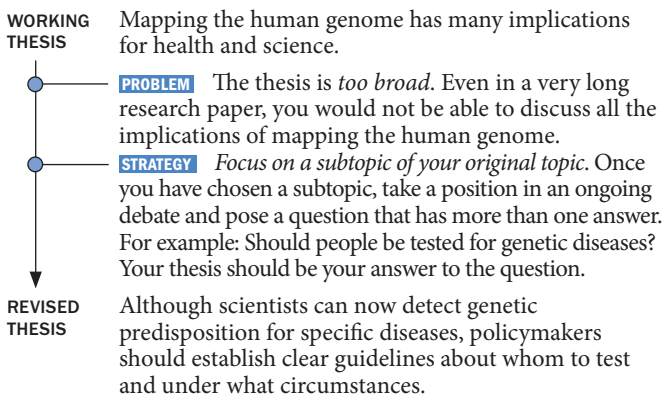 WORKING THESIS
Mapping the human genome has many implications
for health and science.
PROBLEM The thesis is too broad. Even in a very long
research paper, you would not be able to discuss all the
implications of mapping the human genome.
STRATEGY Focus on a subtopic of your original topic. Once
you have chosen a subtopic, take a position in an ongoing
debate and pose a question that has more than one answer.
For example: Should people be tested for genetic diseases?
Your thesis should be your answer to the question.
REVISED THESIS
Although scientists can now detect genetic
predisposition for specific diseases, policymakers
should establish clear guidelines about whom to test
and under what circumstances.